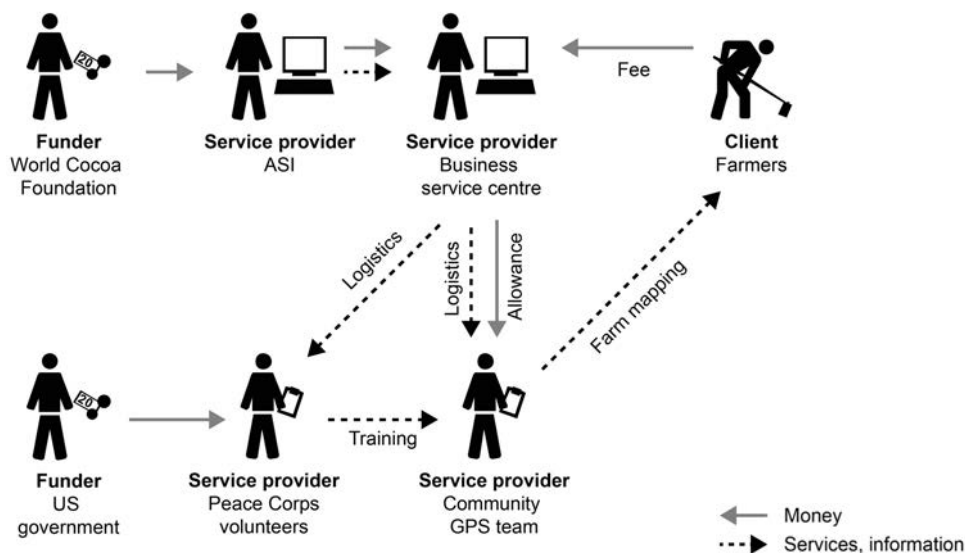 20
Fee
Funder
World Cocoa
Foundation
Service provider
ASI
Service provider
Business
service centre
Client
Farmers
Logistics
Logistics
Allowance
Farm mapping
20
Training
Funder
US
government
Service provider
Peace Corps
volunteers
Service provider
Community
GPS team
Money
Services, information